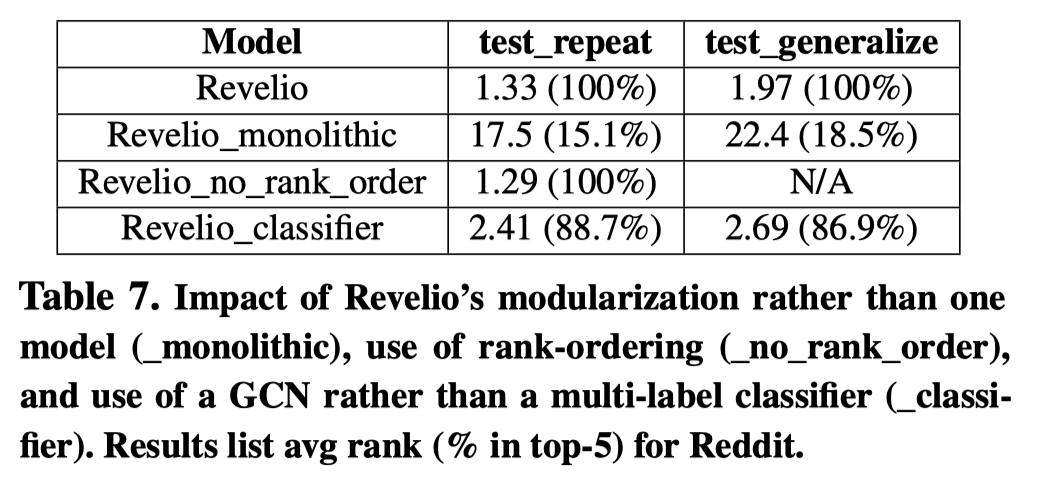 Model test_repeat test_generalize
Revelio 1.33 (100%) 1.97 (100%)
Revelio_monolithic 17.5 (15.1%) 22.4 (18.5%)
Revelio_no_rank_order 1.29 (100%) N/A
Revelio_classifier 2.41 (88.7%) 2.69 (86.9%)
Table 7. Impact of Revelio's modularization rather than one
model (_monolithic), use of rank-ordering (_no_rank_order),
and use of a GCN rather than a multi-label classifier (_classi-
fier). Results list avg rank (% in top-5) for Reddit.